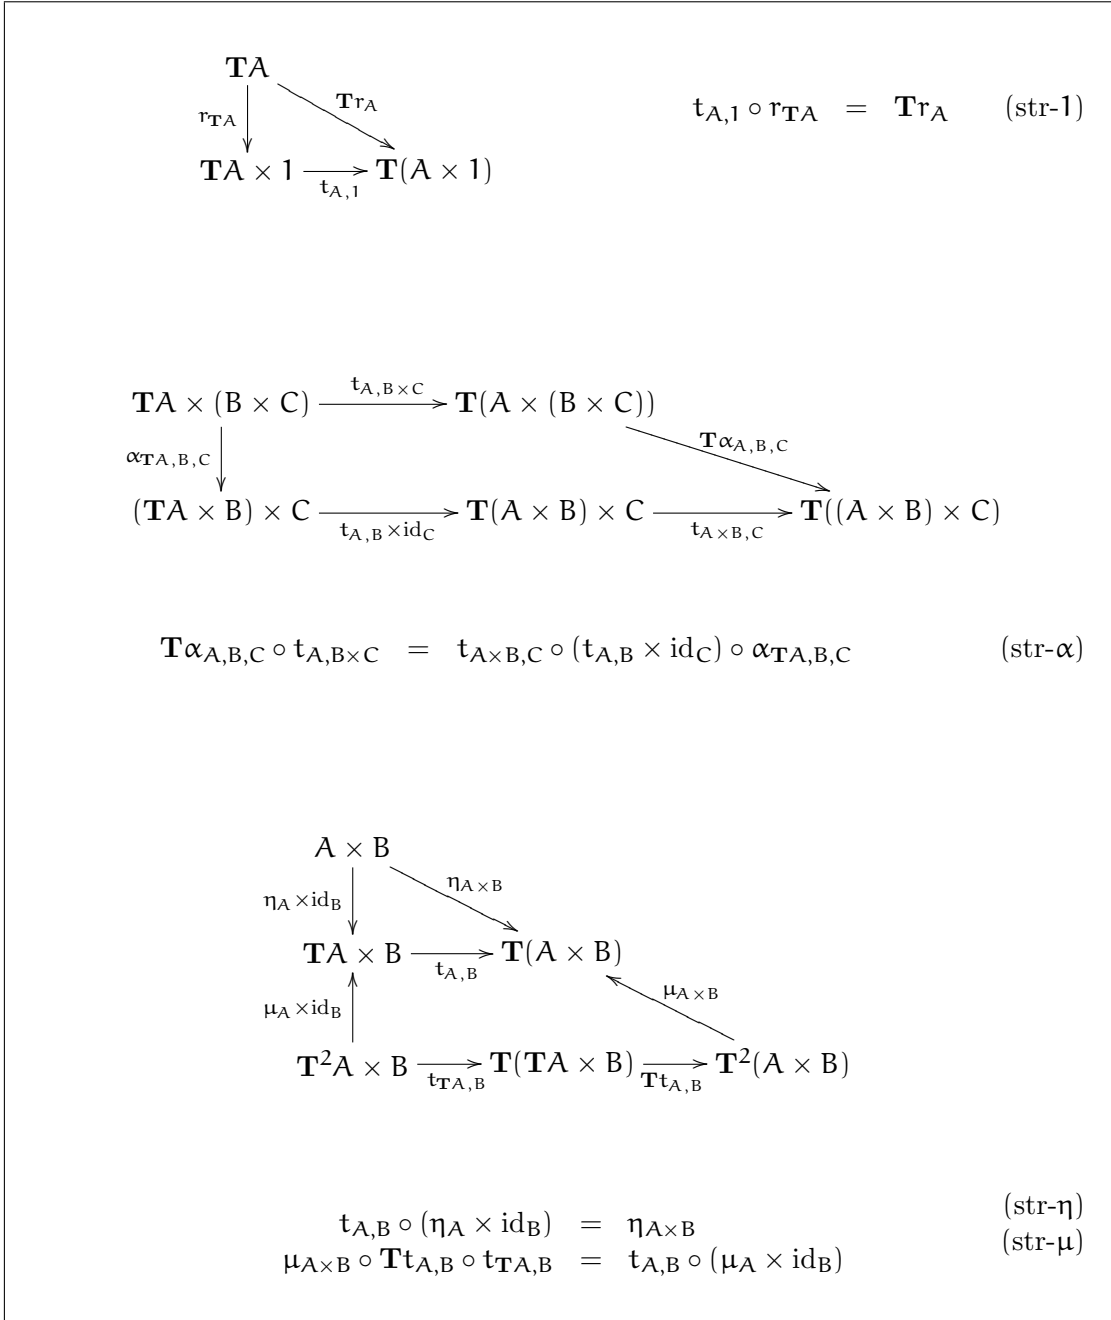 TA
Tr_A
r_{TA}
t_{A,1} ∘ r_{TA} = Tr_A (str-1)
TA × 1
t_{A,1}
T(A × 1)
t_{A,B×C}
TA × (B × C)
T(A × (B × C))
Tα_{A,B,C}
α_{TA,B,C}
(TA × B) × C
T(A × B) × C
T((A × B) × C)
t_{A,B}×id_C
t_{A×B,C}
Tα_{A,B,C} ∘ t_{A,B×C} = t_{A×B,C} ∘ (t_{A,B} × id_C) ∘ α_{TA,B,C} (str-α)
A × B
η_{A×B}
η_A×id_B
TA × B
T(A × B)
t_{A,B}
μ_{A×B}
μ_A×id_B
T²A × B
T(TA × B)
T²(A × B)
t_{TA,B}
Tt_{A,B}
t_{A,B} ∘ (η_A × id_B) = η_{A×B} (str-η)
μ_{A×B} ∘ Tt_{A,B} ∘ t_{TA,B} = t_{A,B} ∘ (μ_A × id_B) (str-μ)